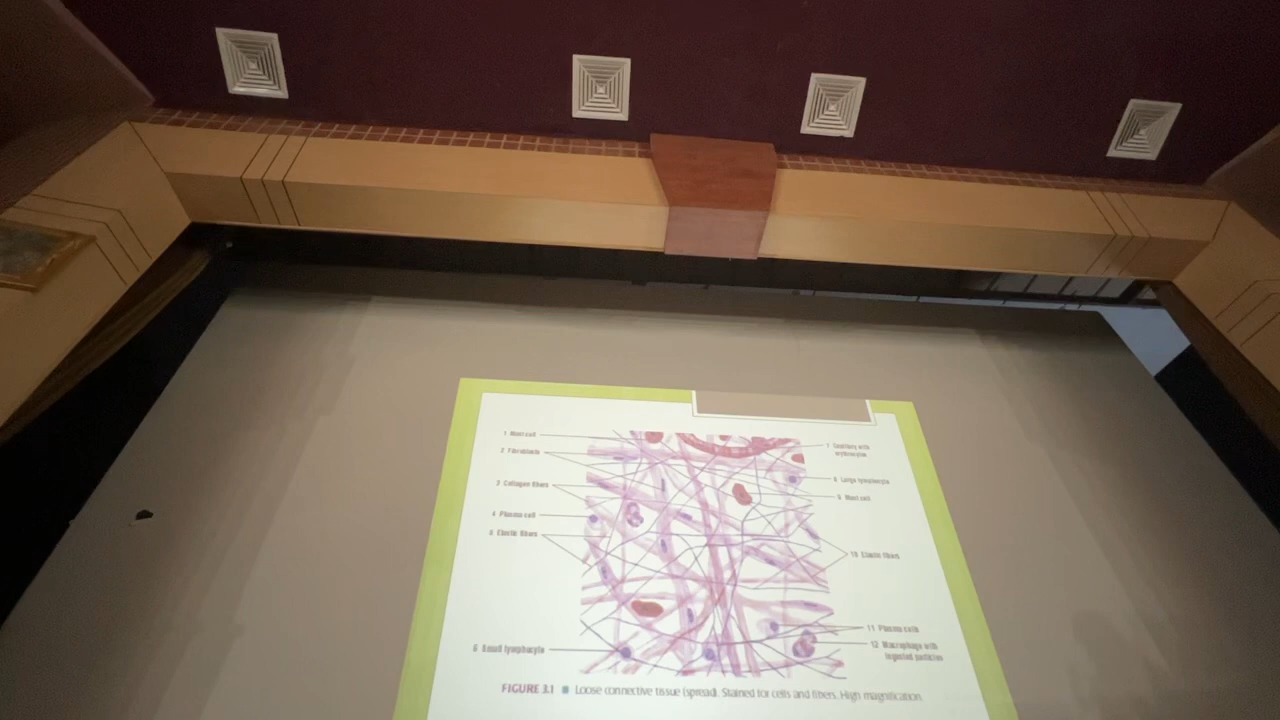 1 Mast cell
2 Fibroblasts
3 Collagen fibers
4 Plasma cell
5 Elastic fibers
6 Small lymphocyte
7 Capillary with
erythrocytes
8 Large lymphocyte
9 Mast cell
10 Elastic fibers
11 Plasma cells
12 Macrophage with
ingested particles
FIGURE 3.1 ■ Loose connective tissue (spread). Stained for cells and fibers. High magnification.